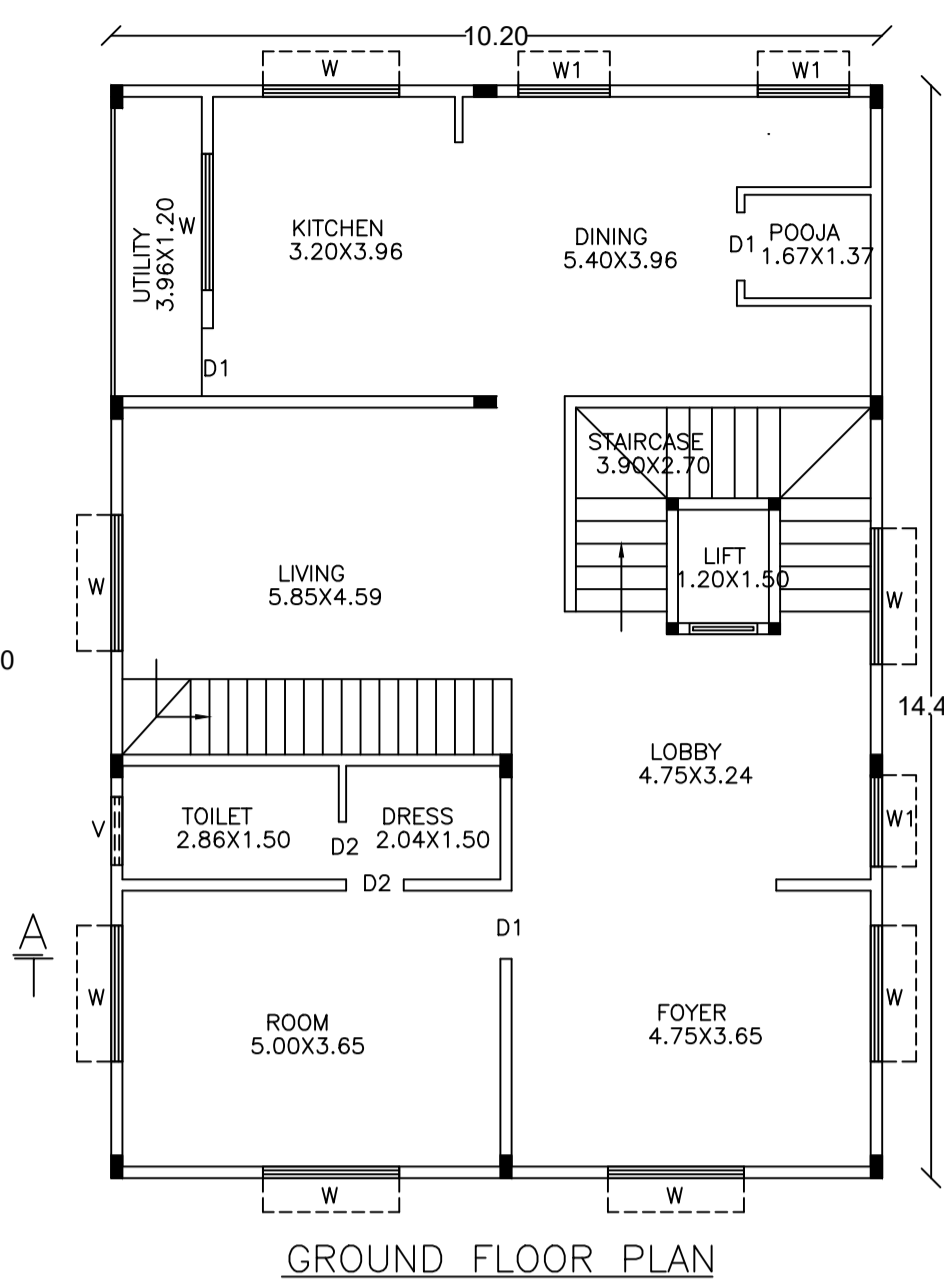 10.20
W
W1
W1
UTILITY
3.96X1.20
W
KITCHEN
3.20X3.96
DINING
5.40X3.96
D1
POOJA
1.67X1.37
D1
STAIRCASE
3.90X2.70
LIFT
1.20X1.50
LIVING
5.85X4.59
W
W
0
14.4
LOBBY
4.75X3.24
TOILET
2.86X1.50
DRESS
2.04X1.50
V
D2
D2
W1
A
D1
W
W
ROOM
5.00X3.65
FOYER
4.75X3.65
W
W
GROUND FLOOR PLAN